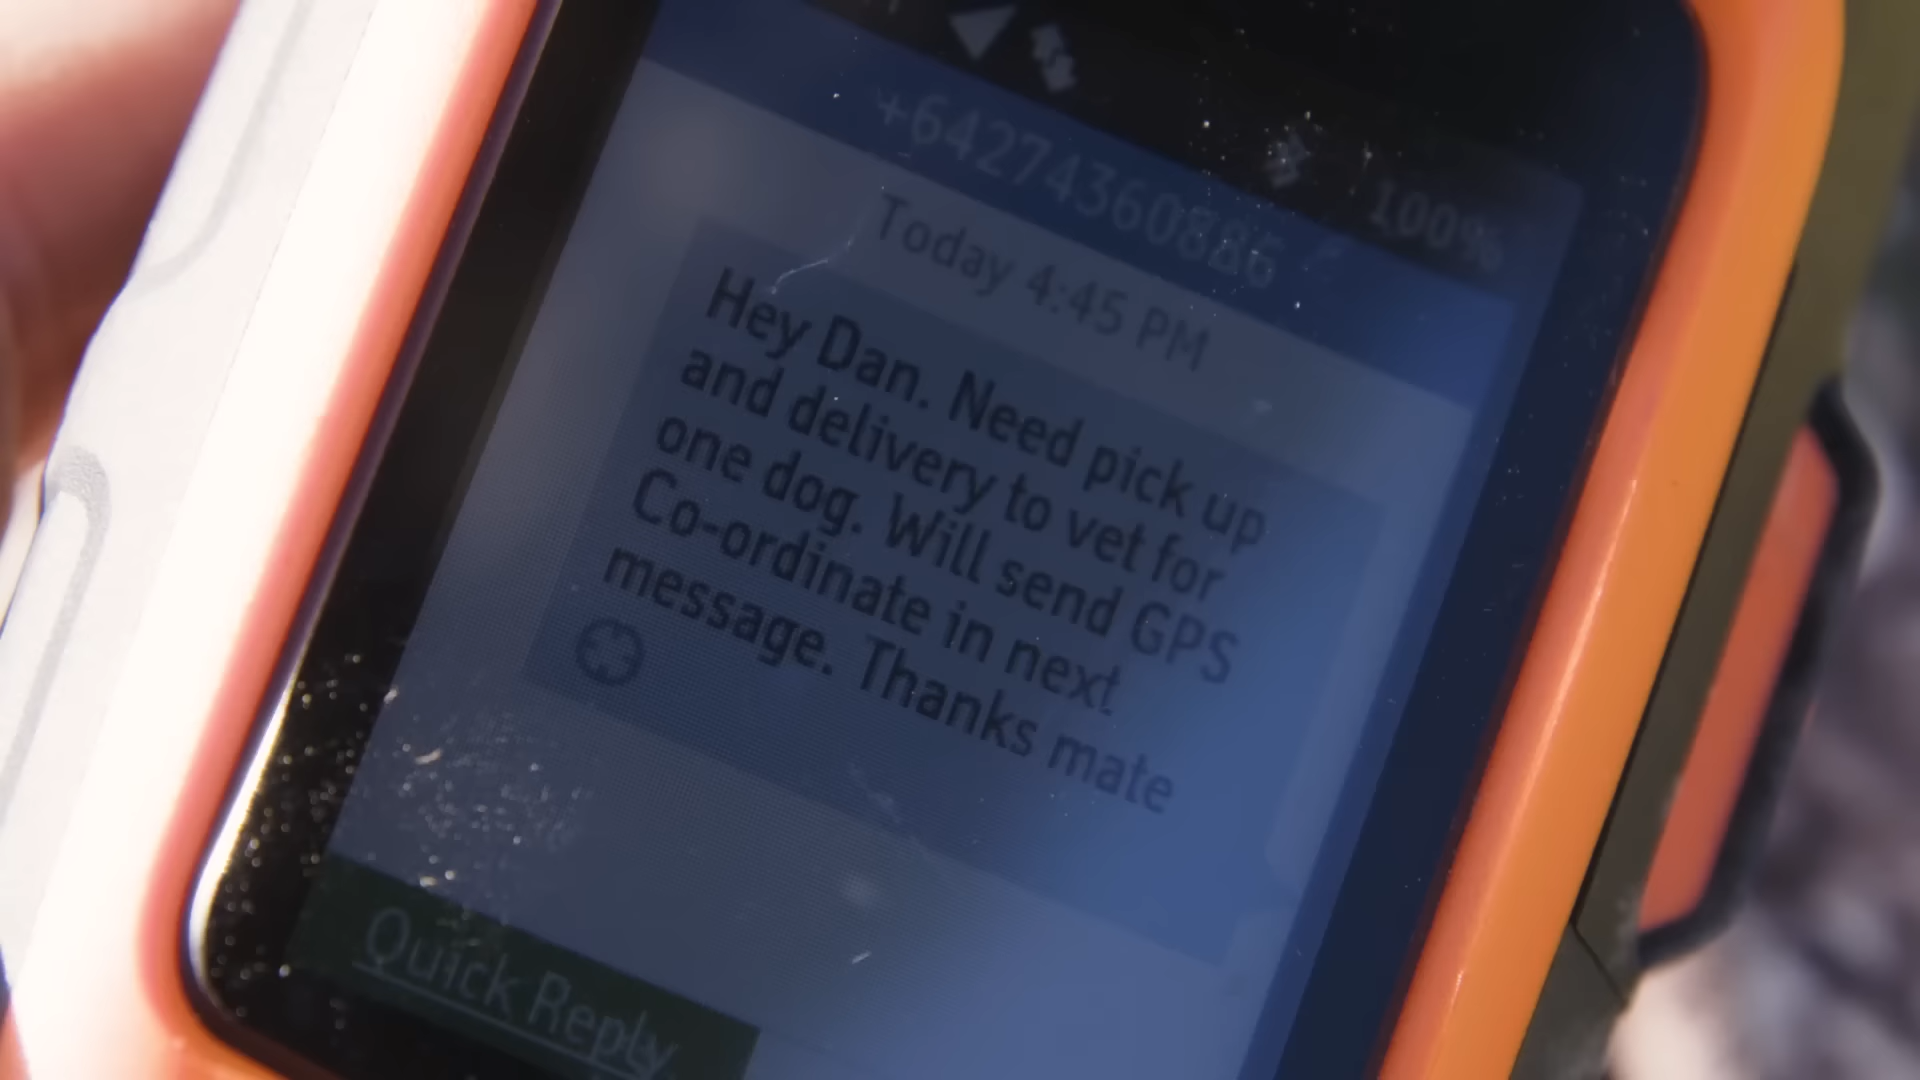 100%
+64274360886
Today 4:45 PM
Hey Dan. Need pick up
and delivery to vet for
one dog. Will send GPS
Co-ordinate in next
message. Thanks mate
Quick Reply